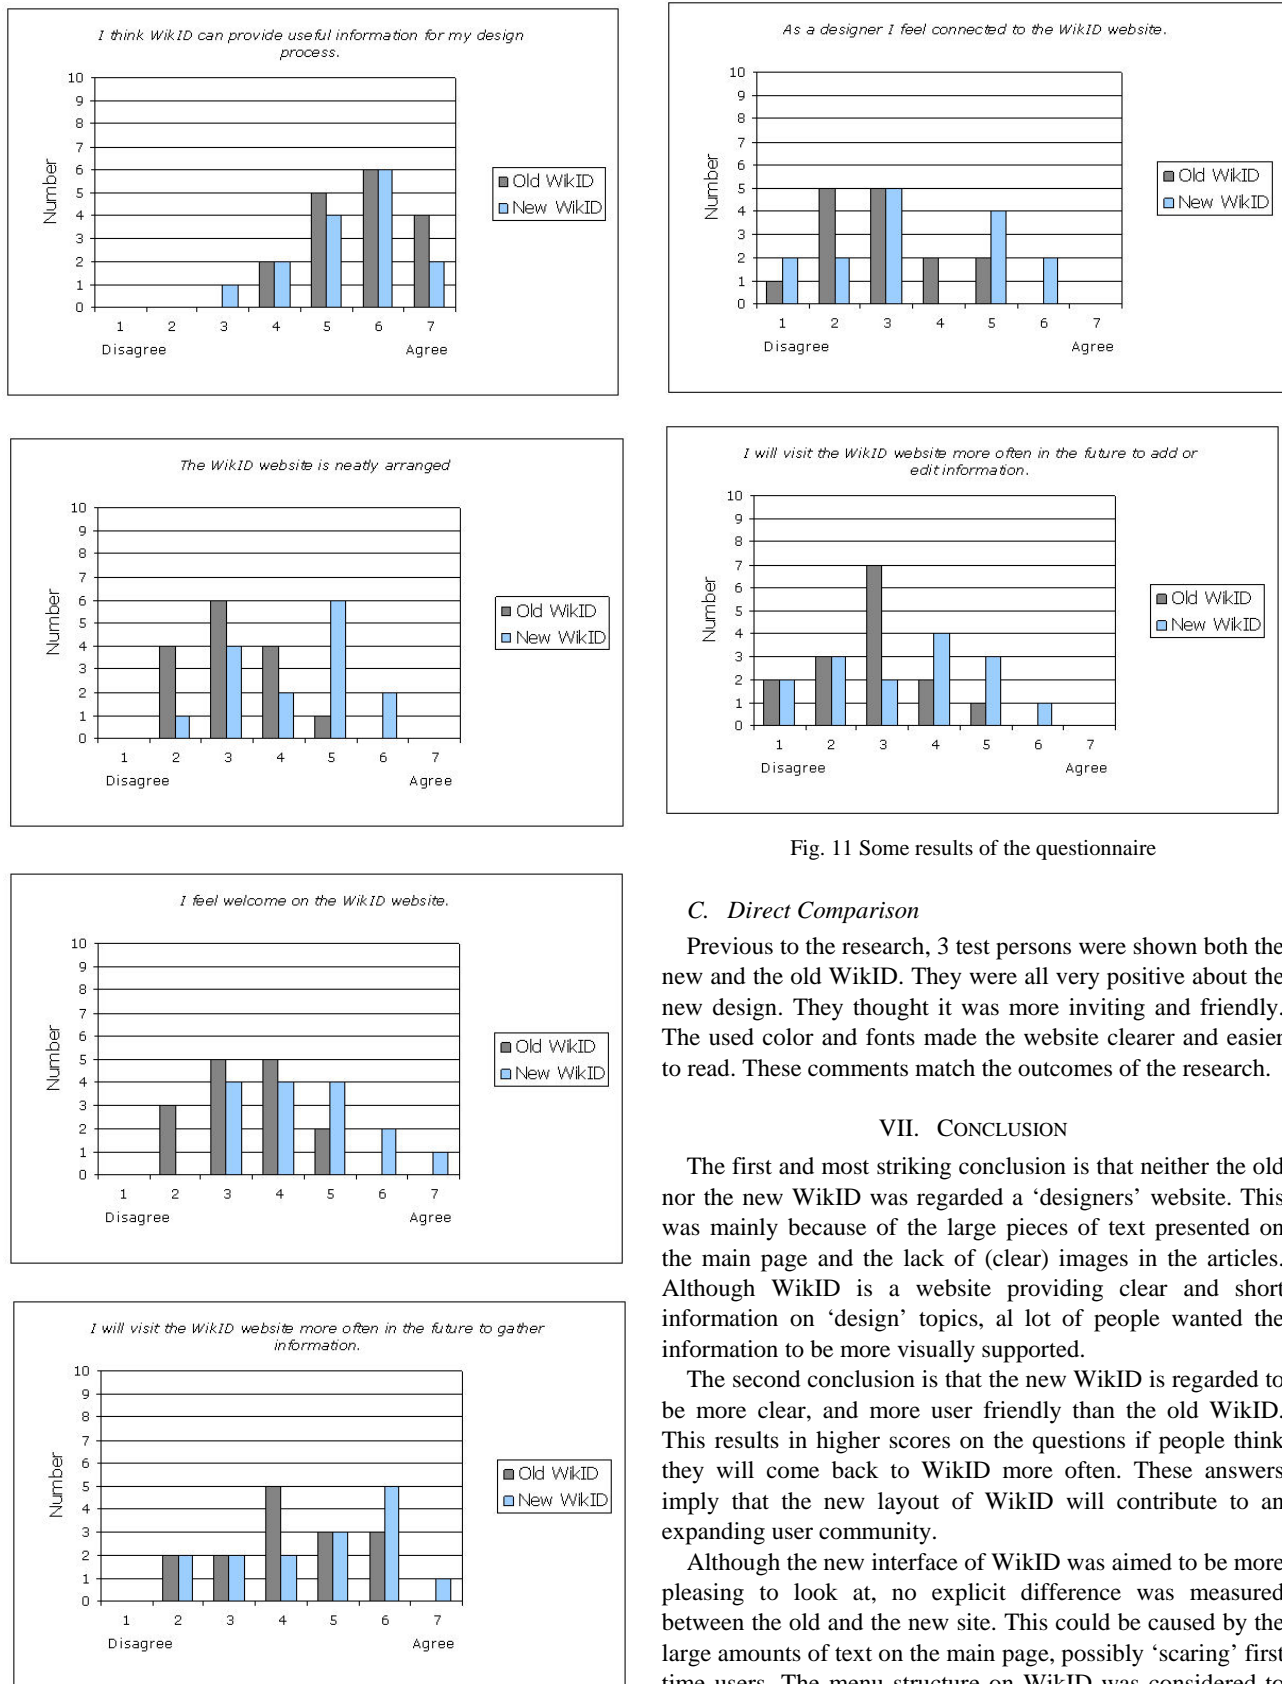 I think WikID can provide useful information for my design
process.
10
9
8
7
6
5
4
3
2
1
0
Number
1 2 3 4 5 6 7
Disagree Agree
Old WikID
New WikID
The WikID website is neatly arranged
10
9
8
7
6
5
4
3
2
1
0
Number
1 2 3 4 5 6 7
Disagree Agree
Old WikID
New WikID
I feel welcome on the WikID website.
10
9
8
7
6
5
4
3
2
1
0
Number
1 2 3 4 5 6 7
Disagree Agree
Old WikID
New WikID
I will visit the WikID website more often in the future to gather
information.
10
9
8
7
6
5
4
3
2
1
0
Number
1 2 3 4 5 6 7
Disagree Agree
Old WikID
New WikID
As a designer I feel connected to the WikID website.
10
9
8
7
6
5
4
3
2
1
0
Number
1 2 3 4 5 6 7
Disagree Agree
Old WikID
New WikID
I will visit the WikID website more often in the future to add or
edit information.
10
9
8
7
6
5
4
3
2
1
0
Number
1 2 3 4 5 6 7
Disagree Agree
Old WikID
New WikID
Fig. 11 Some results of the questionnaire
C. Direct Comparison
Previous to the research, 3 test persons were shown both the
new and the old WikID. They were all very positive about the
new design. They thought it was more inviting and friendly.
The used color and fonts made the website clearer and easier
to read. These comments match the outcomes of the research.
VII. CONCLUSION
The first and most striking conclusion is that neither the old
nor the new WikID was regarded a ‘designers’ website. This
was mainly because of the large pieces of text presented on
the main page and the lack of (clear) images in the articles.
Although WikID is a website providing clear and short
information on ‘design’ topics, al lot of people wanted the
information to be more visually supported.
The second conclusion is that the new WikID is regarded to
be more clear, and more user friendly than the old WikID.
This results in higher scores on the questions if people think
they will come back to WikID more often. These answers
imply that the new layout of WikID will contribute to an
expanding user community.
Although the new interface of WikID was aimed to be more
pleasing to look at, no explicit difference was measured
between the old and the new site. This could be caused by the
large amounts of text on the main page, possibly ‘scaring’ first
time users. The menu structure on WikID was considered to